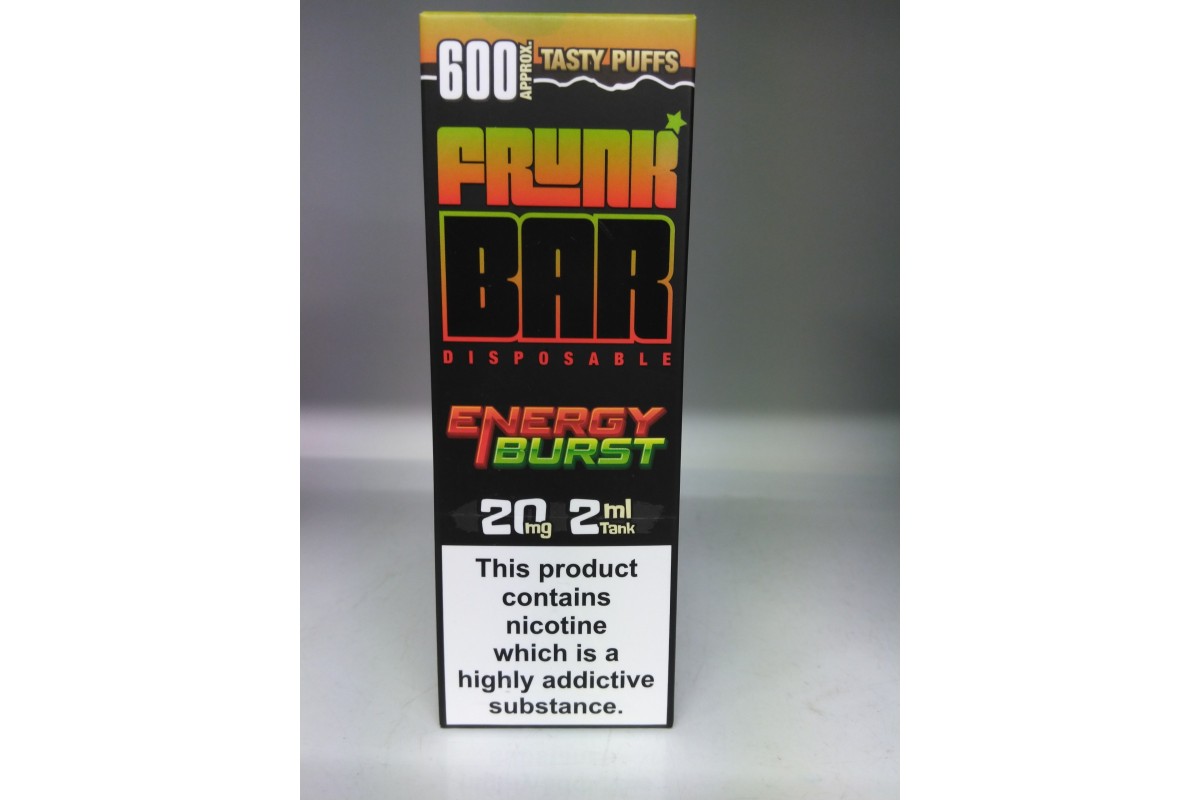 600 APPROX. TASTY PUFFS
FRUNK
BAR
DISPOSABLE
ENERGY
BURST
20mg 2ml Tank
This product
contains
nicotine
which is a
highly addictive
substance.